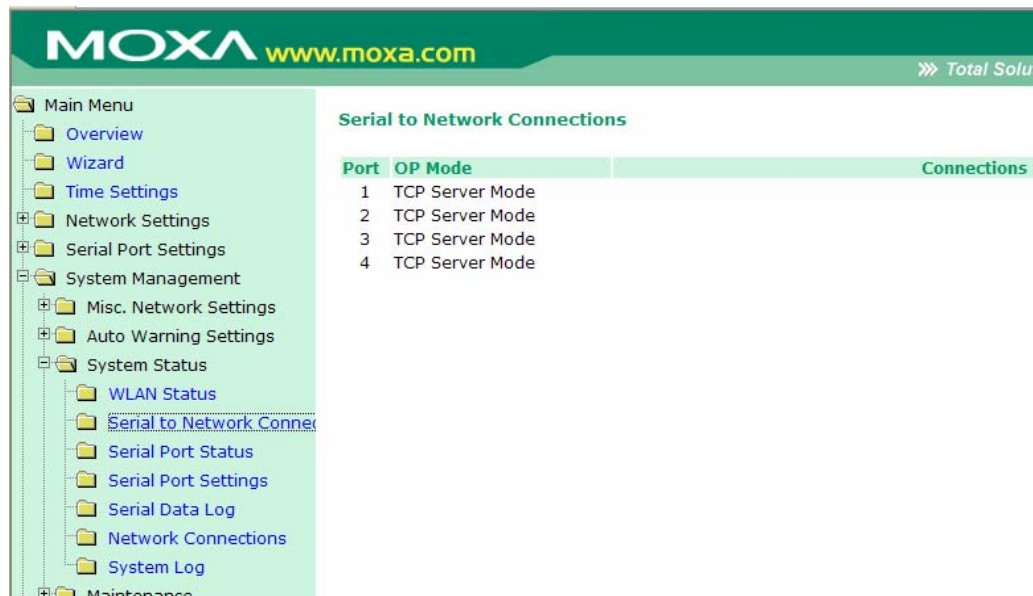 MOXA www.moxa.com
Total Solu
Main Menu
Overview
Wizard
Time Settings
Network Settings
Serial Port Settings
System Management
Misc. Network Settings
Auto Warning Settings
System Status
WLAN Status
Serial to Network Connec
Serial Port Status
Serial Port Settings
Serial Data Log
Network Connections
System Log
Maintenance
Serial to Network Connections
Port OP Mode Connections
1 TCP Server Mode
2 TCP Server Mode
3 TCP Server Mode
4 TCP Server Mode